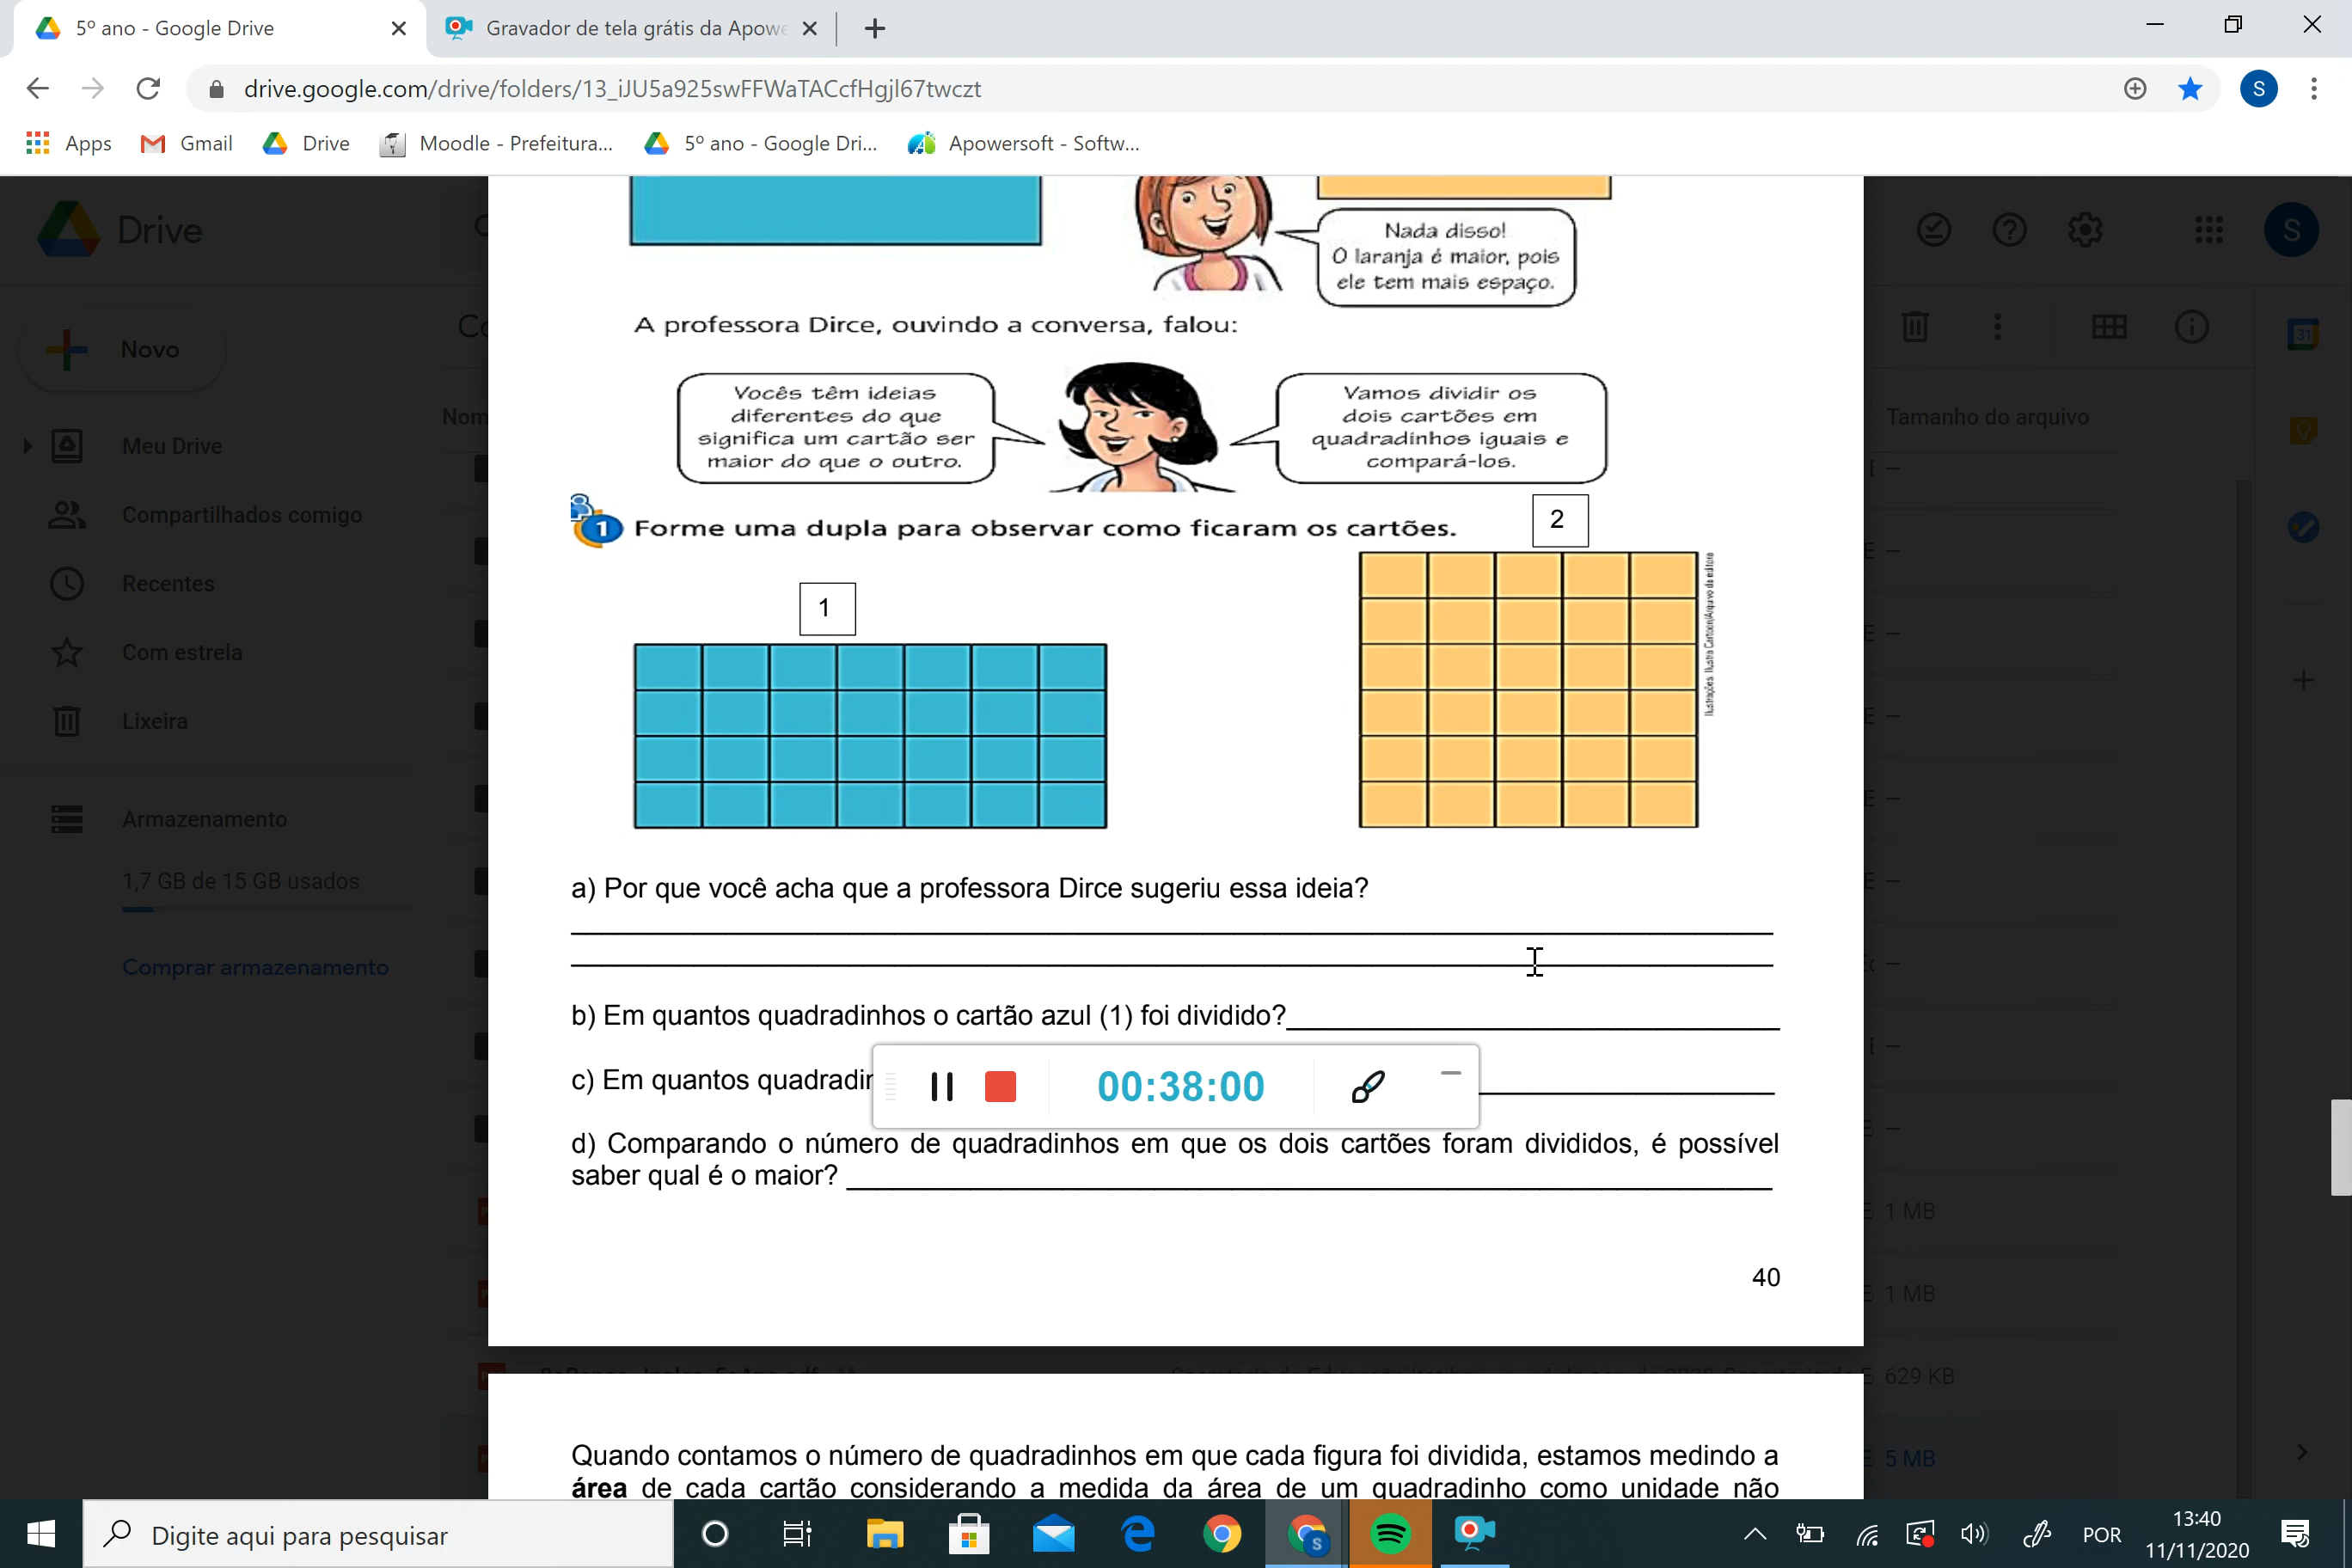 5º ano - Google Drive
Gravador de tela grátis da Apowe
drive.google.com/drive/folders/13_iJU5a925swFFWaTACcfHgjl67twczt
S
Apps
Gmail
Drive
Moodle - Prefeitura...
5º ano - Google Dri...
Apowersoft - Softw...
Drive
Novo
Meu Drive
Compartilhados comigo
Recentes
Com estrela
Lixeira
Armazenamento
1,7 GB de 15 GB usados
Comprar armazenamento
Nom
Tamanho do arquivo
S
31
Nada disso!
O laranja é maior, pois
ele tem mais espaço.
A professora Dirce, ouvindo a conversa, falou:
Vocês têm ideias
diferentes do que
significa um cartão ser
maior do que o outro.
Vamos dividir os
dois cartões em
quadradinhos iguais e
compará-los.
1 Forme uma dupla para observar como ficaram os cartões.
2
1
Ilustrações: Ilustra Cartoon/Arquivo da editora
a) Por que você acha que a professora Dirce sugeriu essa ideia?
b) Em quantos quadradinhos o cartão azul (1) foi dividido?
c) Em quantos quadradin
00:38:00
d) Comparando o número de quadradinhos em que os dois cartões foram divididos, é possível
saber qual é o maior?
40
1 MB
1 MB
629 KB
5 MB
Quando contamos o número de quadradinhos em que cada figura foi dividida, estamos medindo a
área de cada cartão considerando a medida da área de um quadradinho como unidade não
Digite aqui para pesquisar
S
POR
13:40
11/11/2020